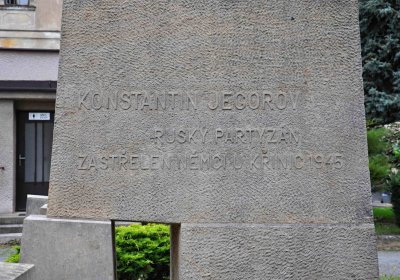 KONSTANTIN JEGOROV
RUSKÝ PARTYZÁN
ZASTŘELEN NĚMCI U KŘINIC 1945